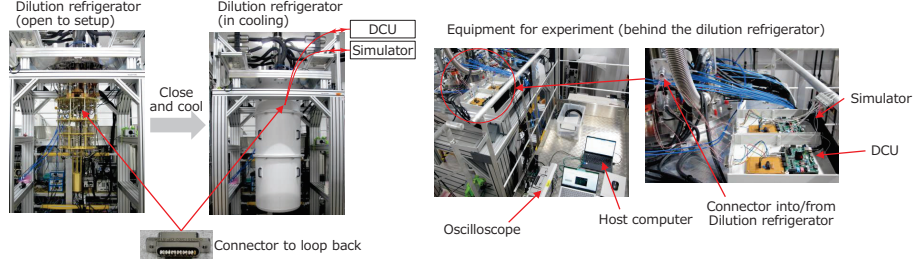 Dilution refrigerator
(open to setup)
Dilution refrigerator
(in cooling)
DCU
Simulator
Close
and cool
Connector to loop back
Equipment for experiment (behind the dilution refrigerator)
Simulator
DCU
Connector into/from
Dilution refrigerator
Host computer
Oscilloscope